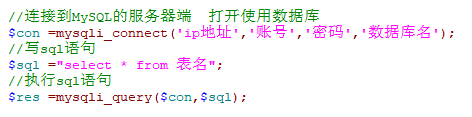 //连接到MySQL的服务器端  打开使用数据库
$con =mysqli_connect('ip地址','账号','密码','数据库名');
//写sql语句
$sql ="select * from 表名";
//执行sql语句
$res =mysqli_query($con,$sql);